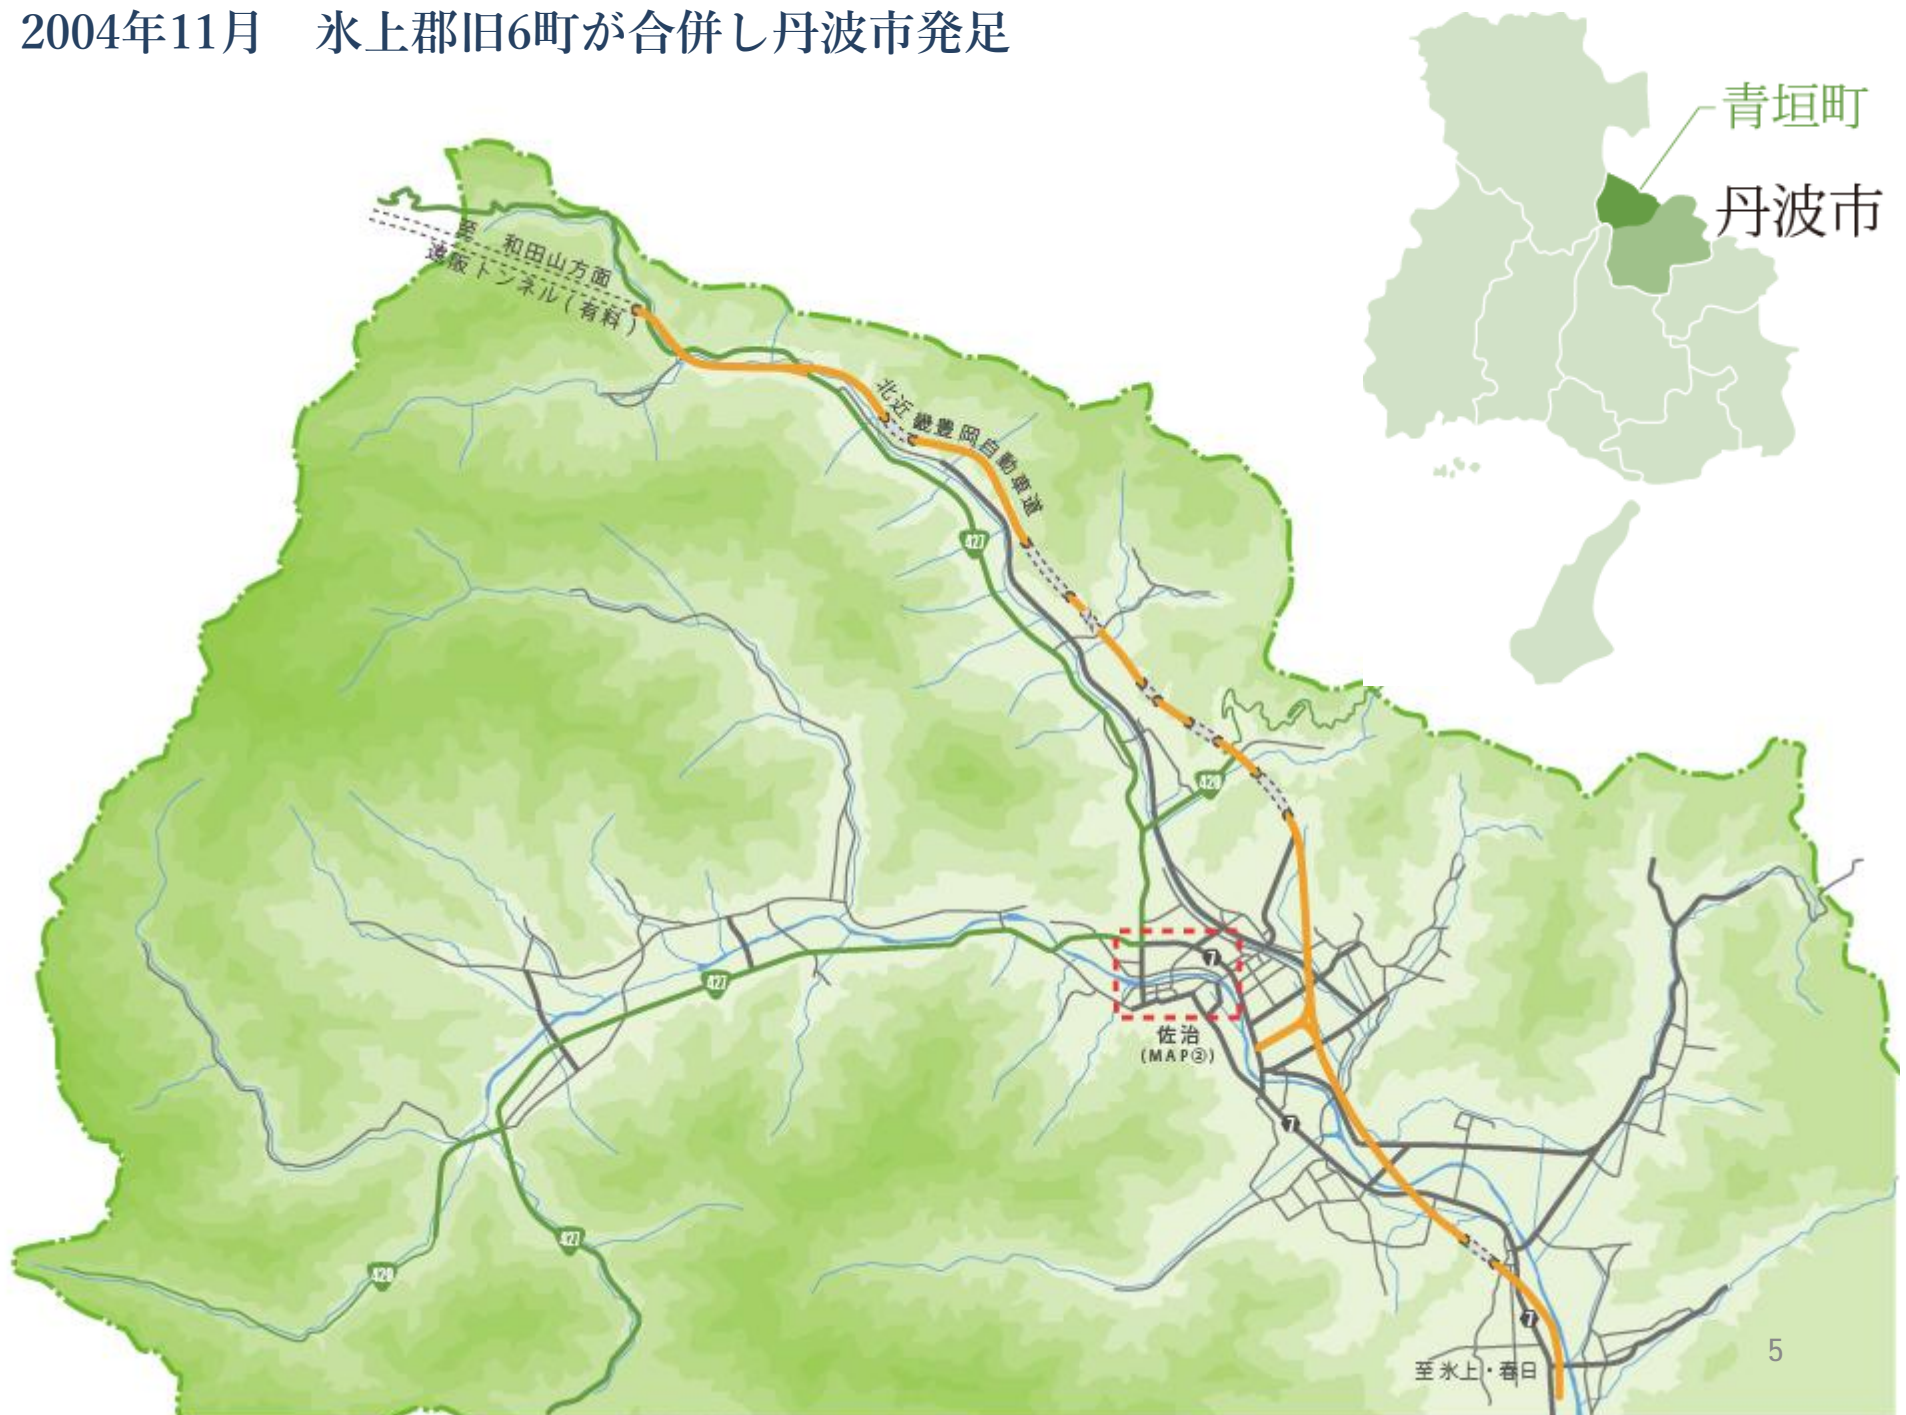 2004年11月　氷上郡旧6町が合併し丹波市発足
青垣町
丹波市
至 和田山方面
遠阪トンネル(有料)
北近畿豊岡自動車道
427
429
427
7
佐治
(MAP②)
7
427
429
7
至 氷上・春日
5